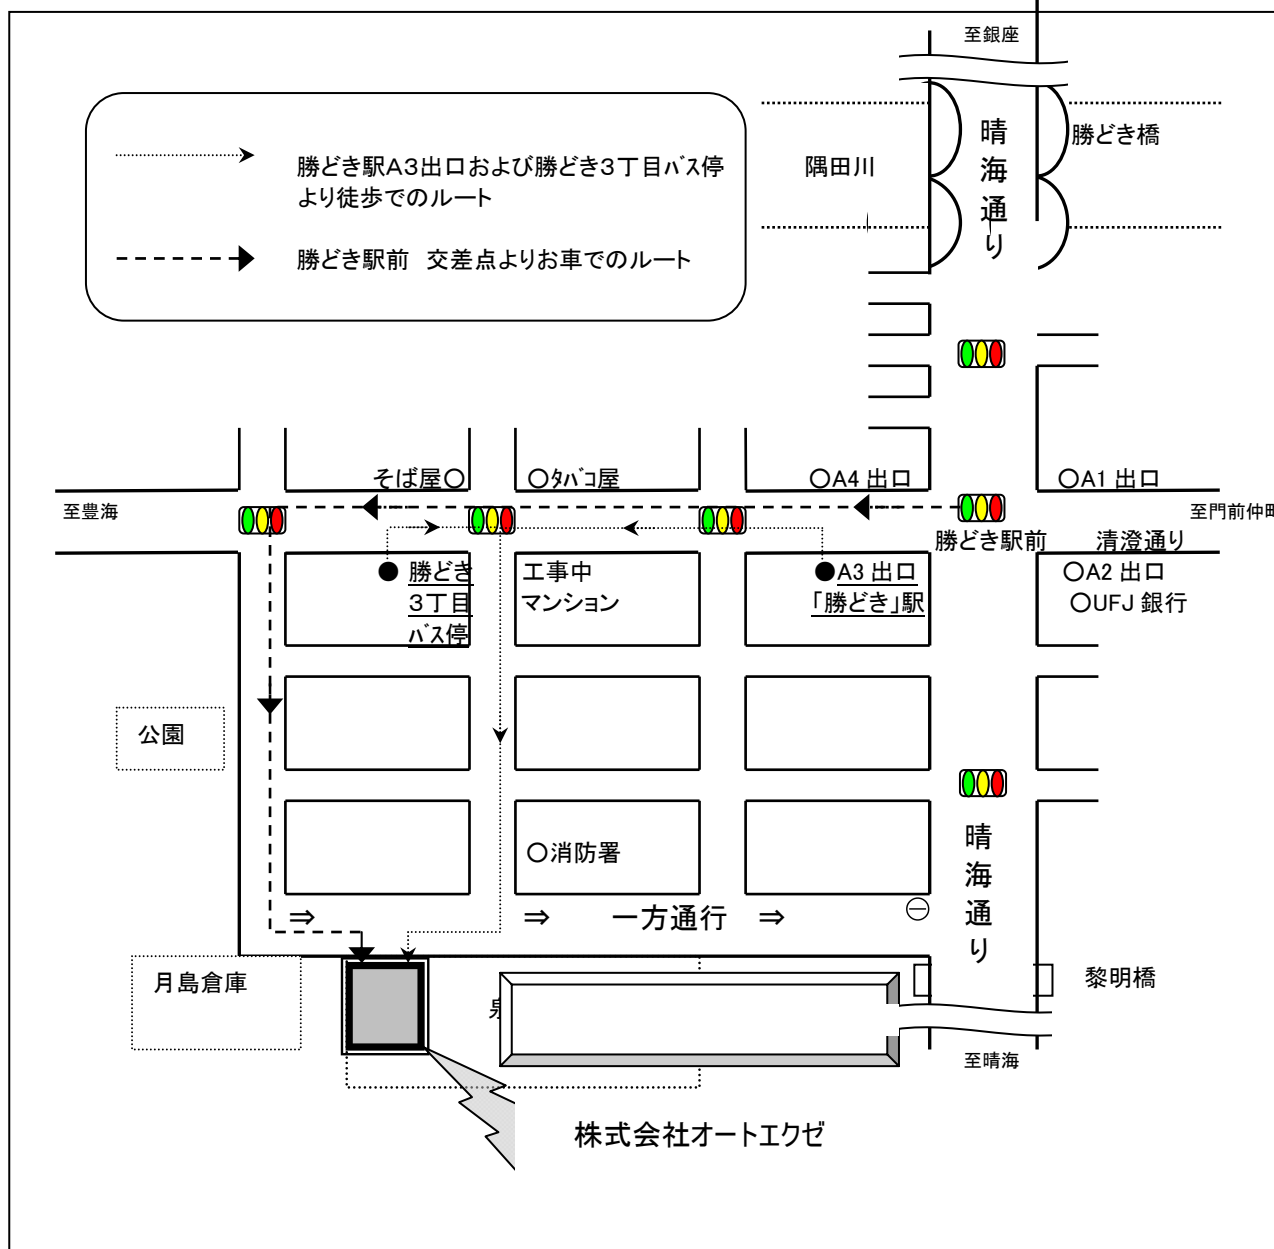 至銀座
晴海通り
勝どき橋
隅田川
勝どき駅A3出口および勝どき3丁目ﾊﾞｽ停
より徒歩でのルート
勝どき駅前　交差点よりお車でのルート
そば屋○
○ﾀﾊﾞｺ屋
○A4 出口
○A1 出口
至豊海
至門前仲町
勝どき駅前
清澄通り
●勝どき
3丁目
ﾊﾞｽ停
工事中
マンション
●A3 出口
「勝どき」駅
○A2 出口
○UFJ 銀行
公園
○消防署
晴海通り
⇒
⇒
一方通行
⇒
月島倉庫
黎明橋
至晴海
株式会社オートエクゼ